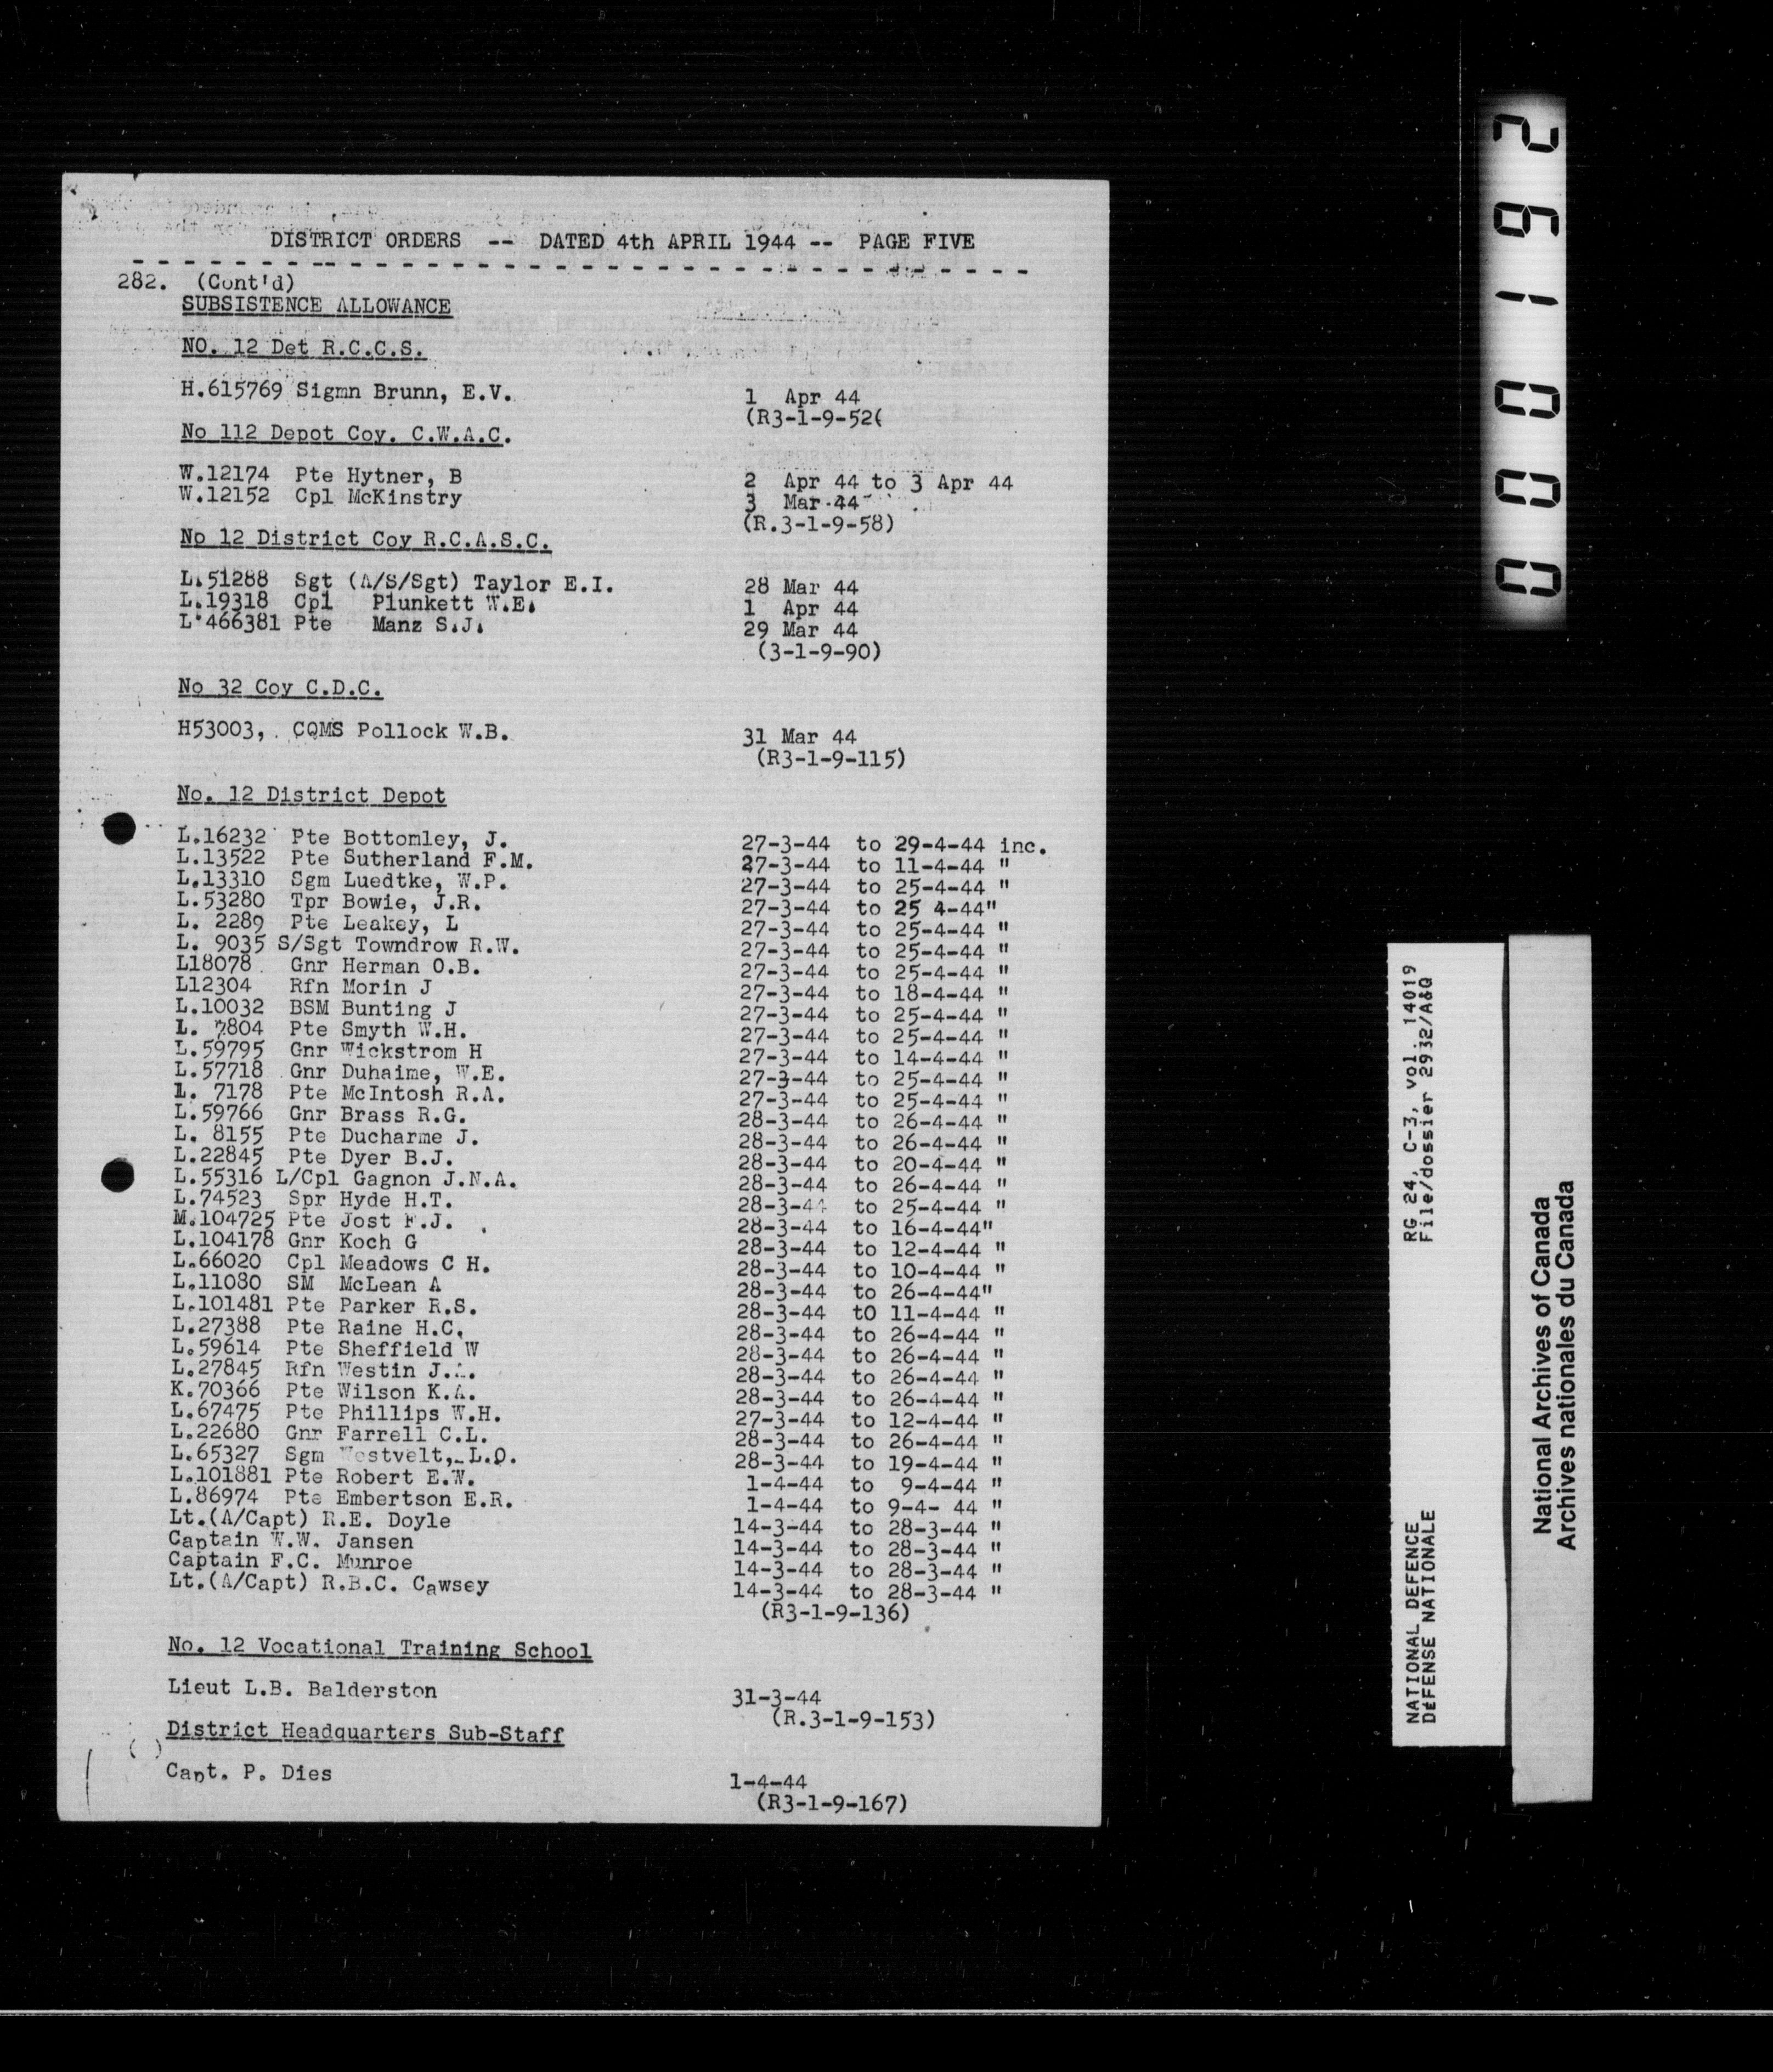 DISTRICT ORDERS -- DATED 4th APRIL 1944 -- PAGE FIVE
282. (Cont'd)
SUBSISTENCE ALLOWANCE
NO. 12 Det R.C.C.S.
H.615769 Sigmn Brunn, E.V. 1 Apr 44
(R3-1-9-52(
No 112 Depot Coy. C.W.A.C.
W.12174 Pte Hytner, B 2 Apr 44 to 3 Apr 44
W.12152 Cpl McKinstry 3 Mar 44
(R.3-1-9-58)
No 12 District Coy R.C.A.S.C.
L.51288 Sgt (A/S/Sgt) Taylor E.I. 28 Mar 44
L.19318 Cpl Plunkett W.E. 1 Apr 44
L.466381 Pte Manz S.J. 29 Mar 44
(3-1-9-90)
No 32 Coy C.D.C.
H53003, CQMS Pollock W.B. 31 Mar 44
(R3-1-9-115)
No. 12 District Depot
L.16232 Pte Bottomley, J. 27-3-44 to 29-4-44 inc.
L.13522 Pte Sutherland F.M. 27-3-44 to 11-4-44 "
L.13310 Sgm Luedtke, W.P. 27-3-44 to 25-4-44 "
L.53280 Tpr Bowie, J.R. 27-3-44 to 25 4-44"
L. 2289 Pte Leakey, L 27-3-44 to 25-4-44 "
L. 9035 S/Sgt Towndrow R.W. 27-3-44 to 25-4-44 "
L18078 Gnr Herman O.B. 27-3-44 to 25-4-44 "
L12304 Rfn Morin J 27-3-44 to 18-4-44 "
L.10032 BSM Bunting J 27-3-44 to 25-4-44 "
L. 7804 Pte Smyth W.H. 27-3-44 to 25-4-44 "
L.59795 Gnr Wickstrom H 27-3-44 to 14-4-44 "
L.57718 Gnr Duhaime, W.E. 27-3-44 to 25-4-44 "
L. 7178 Pte McIntosh R.A. 27-3-44 to 25-4-44 "
L.59766 Gnr Brass R.G. 28-3-44 to 26-4-44 "
L. 8155 Pte Ducharme J. 28-3-44 to 26-4-44 "
L.22845 Pte Dyer B.J. 28-3-44 to 20-4-44 "
L.55316 L/Cpl Gagnon J.N.A. 28-3-44 to 26-4-44 "
L.74523 Spr Hyde H.T. 28-3-44 to 25-4-44 "
M.104725 Pte Jost F.J. 28-3-44 to 16-4-44"
L.104178 Gnr Koch G 28-3-44 to 12-4-44 "
L.66020 Cpl Meadows C H. 28-3-44 to 10-4-44 "
L.11080 SM McLean A 28-3-44 to 26-4-44"
L.101481 Pte Parker R.S. 28-3-44 tO 11-4-44 "
L.27388 Pte Raine H.C. 28-3-44 to 26-4-44 "
L.59614 Pte Sheffield W 28-3-44 to 26-4-44 "
L.27845 Rfn Westin J. 28-3-44 to 26-4-44 "
K.70366 Pte Wilson K.A. 28-3-44 to 26-4-44 "
L.67475 Pte Phillips W.H. 27-3-44 to 12-4-44 "
L.22680 Gnr Farrell C.L. 28-3-44 to 26-4-44 "
L.65327 Sgm Westvelt, L.O. 28-3-44 to 19-4-44 "
L.101881 Pte Robert E.W. 1-4-44 to 9-4-44 "
L.86974 Pte Embertson E.R. 1-4-44 to 9-4- 44 "
Lt.(A/Capt) R.E. Doyle 14-3-44 to 28-3-44 "
Captain W.W. Jansen 14-3-44 to 28-3-44 "
Captain F.C. Munroe 14-3-44 to 28-3-44 "
Lt.(A/Capt) R.B.C. Cawsey 14-3-44 to 28-3-44 "
(R3-1-9-136)
No. 12 Vocational Training School
Lieut L.B. Balderston 31-3-44
(R.3-1-9-153)
District Headquarters Sub-Staff
Capt. P. Dies 1-4-44
(R3-1-9-167)
000162
RG 24, C-3, vol. 14019
File/dossier 2932/A&Q
NATIONAL DEFENCE
DéFENSE NATIONALE
National Archives of Canada
Archives nationales du Canada